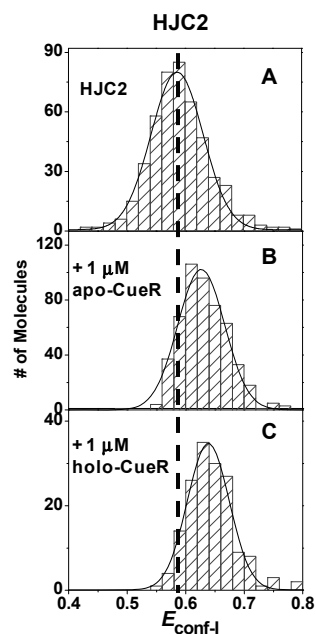 HJC2
90
A
HJC2
60
30
0
120
B
+ 1 µM
apo-CueR
80
40
0
40
C
+ 1 µM
holo-CueR
20
0
# of Molecules
0.4 0.5 0.6 0.7 0.8
E_conf-I